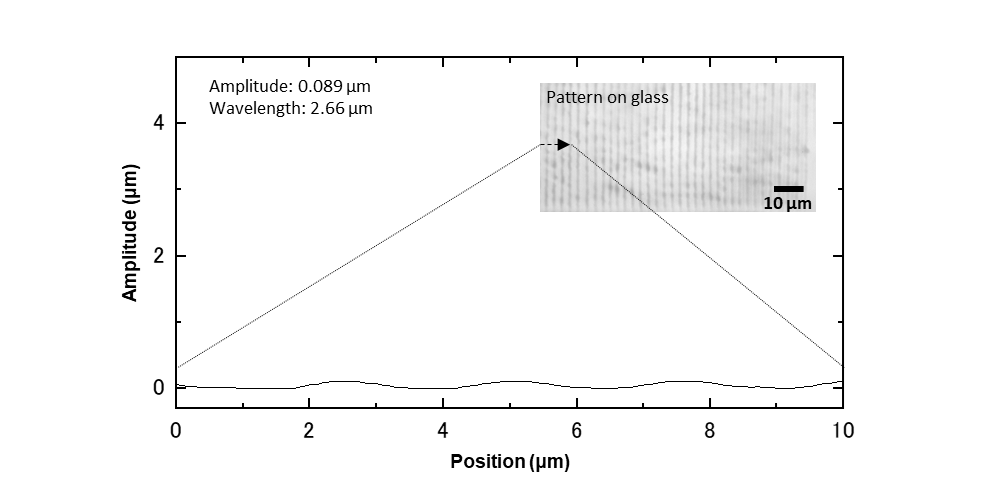 Amplitude: 0.089 µm
Wavelength: 2.66 µm
Pattern on glass
10 µm
Amplitude (µm)
4
2
0
0 2 4 6 8 10
Position (µm)